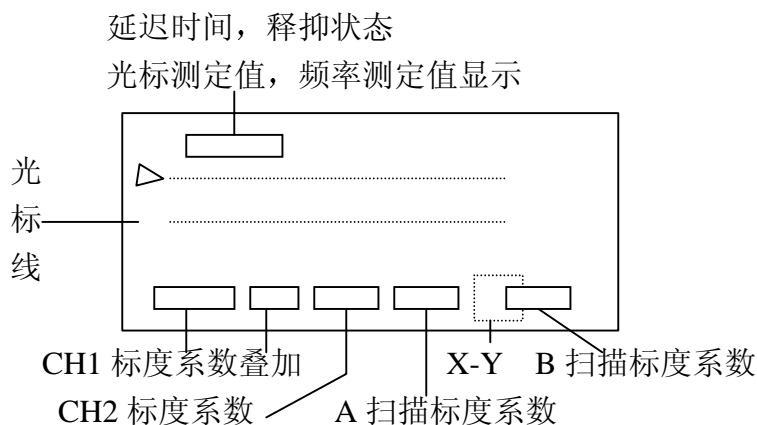 延迟时间，释抑状态
光标测定值，频率测定值显示
光
标
线
CH1 标度系数叠加
X-Y
B 扫描标度系数
CH2 标度系数
A 扫描标度系数